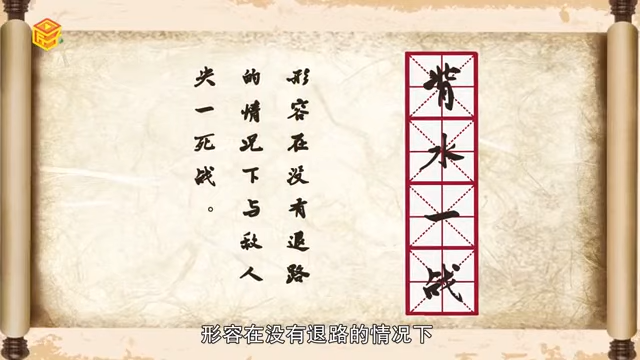 背水一战
形容在没有退路
的情况下与敌人
决一死战。
形容在没有退路的情况下